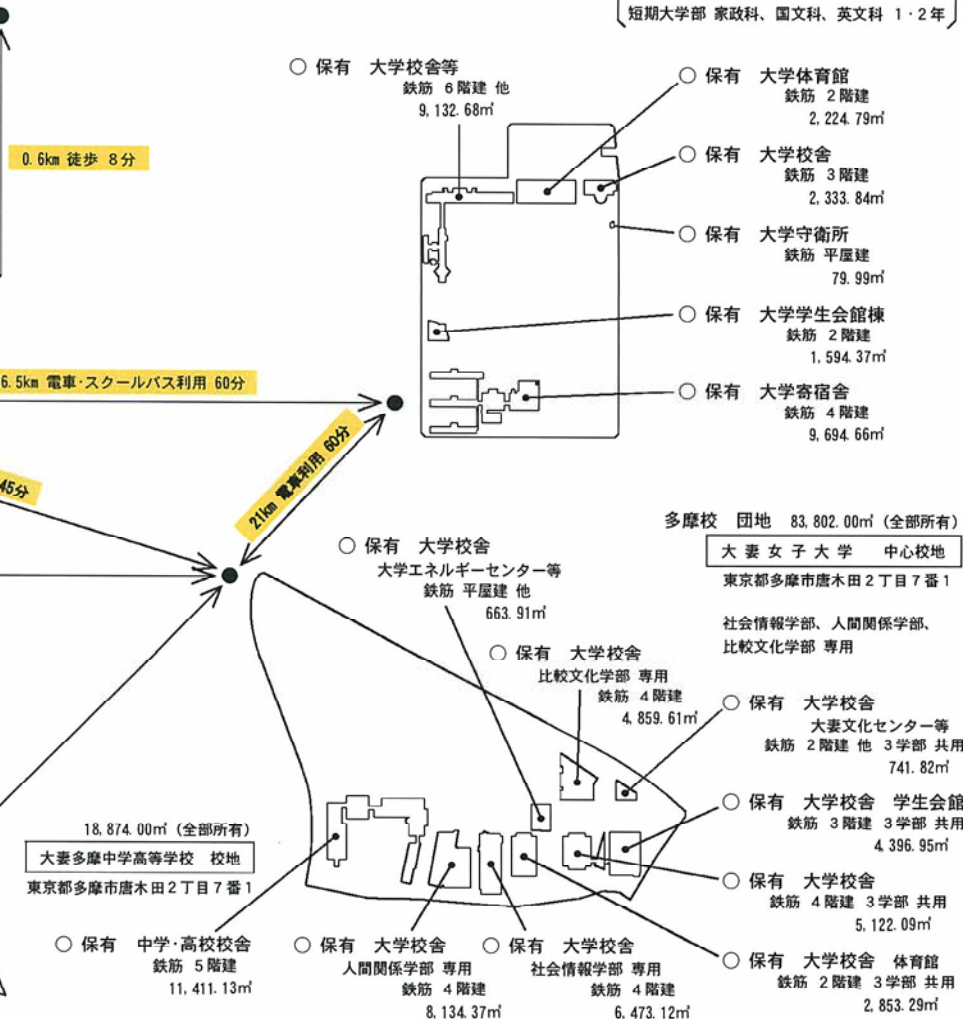 短期大学部 家政科、国文科、英文科 1・2年
○ 保有 大学校舎等
鉄筋 6階建 他
9,132.68㎡
○ 保有 大学体育館
鉄筋 2階建
2,224.79㎡
0.6km 徒歩 8分
○ 保有 大学校舎
鉄筋 3階建
2,333.84㎡
○ 保有 大学守衛所
鉄筋 平屋建
79.99㎡
○ 保有 大学学生会館棟
鉄筋 2階建
1,594.37㎡
6.5km 電車・スクールバス利用 60分
○ 保有 大学寄宿舎
鉄筋 4階建
9,694.66㎡
45分
21km 電車利用 60分
多摩校 団地 83,802.00㎡(全部所有)
大妻女子大学 中心校地
東京都多摩市唐木田2丁目7番1
社会情報学部、人間関係学部、
比較文化学部 専用
○ 保有 大学校舎
大学エネルギーセンター等
鉄筋 平屋建 他
663.91㎡
○ 保有 大学校舎
比較文化学部 専用
鉄筋 4階建
4,859.61㎡
○ 保有 大学校舎
大妻文化センター等
鉄筋 2階建 他 3学部 共用
741.82㎡
○ 保有 大学校舎 学生会館
鉄筋 3階建 3学部 共用
4,396.95㎡
18,874.00㎡(全部所有)
大妻多摩中学高等学校 校地
東京都多摩市唐木田2丁目7番1
○ 保有 大学校舎
鉄筋 4階建 3学部 共用
5,122.09㎡
○ 保有 中学・高校校舎
鉄筋 5階建
11,411.13㎡
○ 保有 大学校舎
人間関係学部 専用
鉄筋 4階建
8,134.37㎡
○ 保有 大学校舎
社会情報学部 専用
鉄筋 4階建
6,473.12㎡
○ 保有 大学校舎 体育館
鉄筋 2階建 3学部 共用
2,853.29㎡